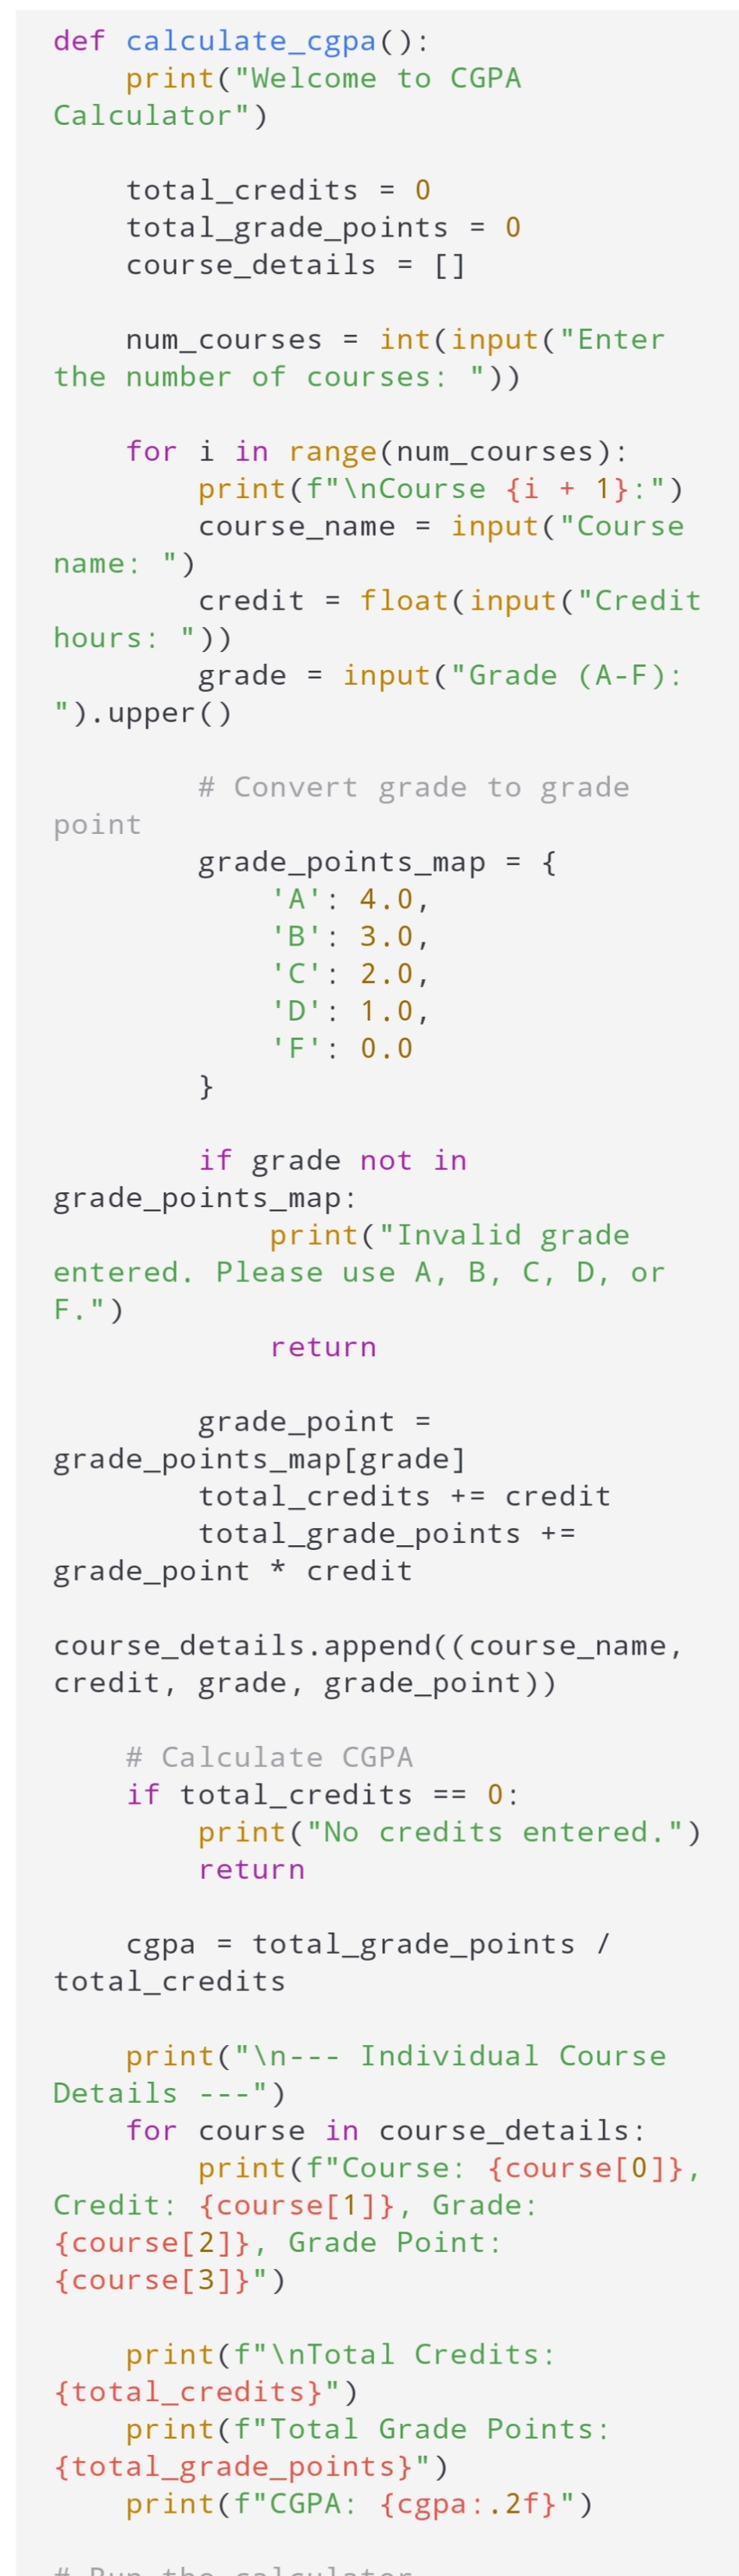 def calculate_cgpa():
    print("Welcome to CGPA
Calculator")

    total_credits = 0
    total_grade_points = 0
    course_details = []

    num_courses = int(input("Enter
the number of courses: "))

    for i in range(num_courses):
        print(f"\nCourse {i + 1}:")
        course_name = input("Course
name: ")
        credit = float(input("Credit
hours: "))
        grade = input("Grade (A-F):
").upper()

        # Convert grade to grade
point
        grade_points_map = {
            'A': 4.0,
            'B': 3.0,
            'C': 2.0,
            'D': 1.0,
            'F': 0.0
        }

        if grade not in
grade_points_map:
            print("Invalid grade
entered. Please use A, B, C, D, or
F.")
            return

        grade_point =
grade_points_map[grade]
        total_credits += credit
        total_grade_points +=
grade_point * credit

course_details.append((course_name,
credit, grade, grade_point))

    # Calculate CGPA
    if total_credits == 0:
        print("No credits entered.")
        return

    cgpa = total_grade_points /
total_credits

    print("\n--- Individual Course
Details ---")
    for course in course_details:
        print(f"Course: {course[0]},
Credit: {course[1]}, Grade:
{course[2]}, Grade Point:
{course[3]}")

    print(f"\nTotal Credits:
{total_credits}")
    print(f"Total Grade Points:
{total_grade_points}")
    print(f"CGPA: {cgpa:.2f}")

# Run the calculator